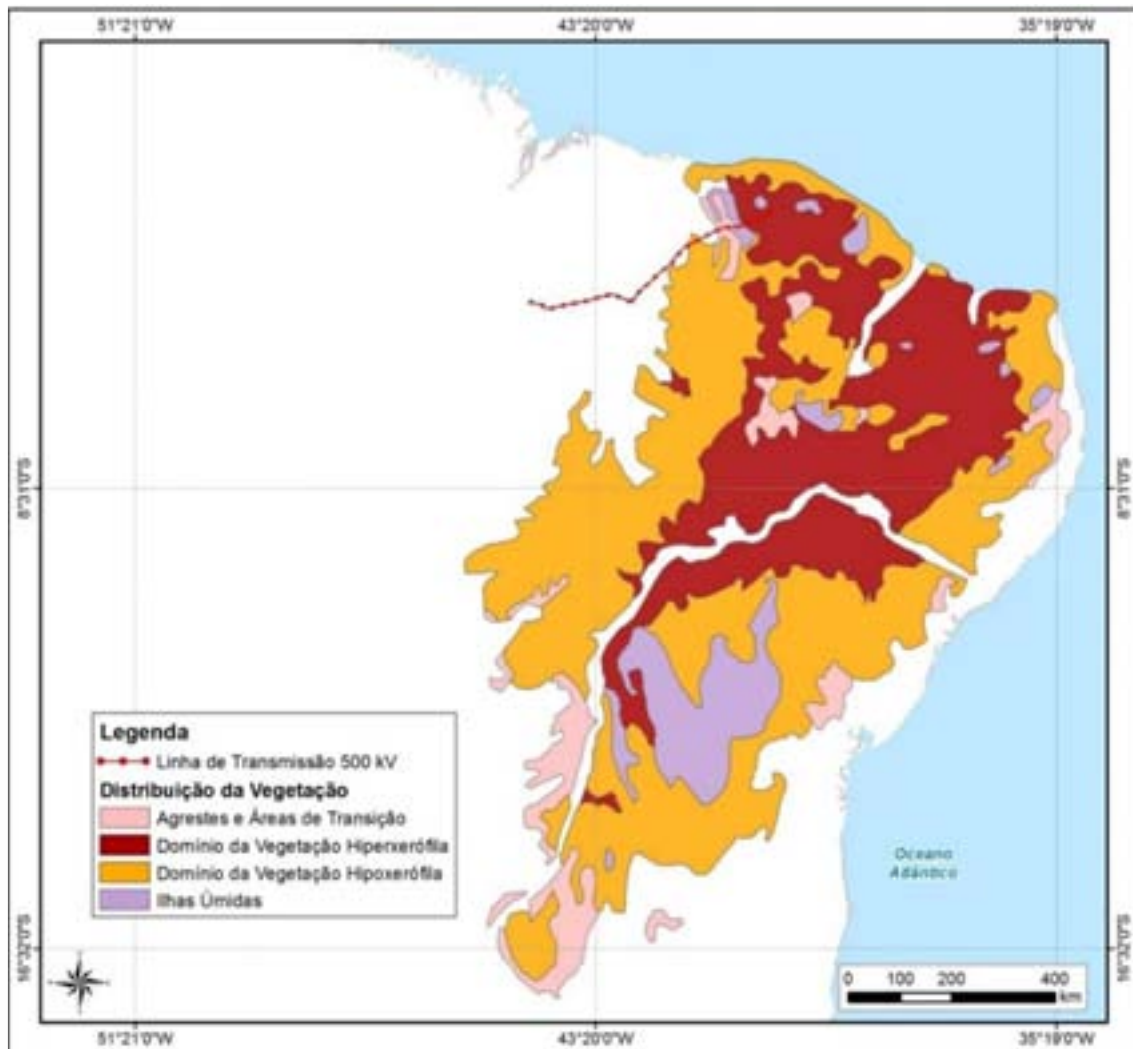 51°21'0"W 43°20'0"W 35°19'0"W
8°31'0"S 8°31'0"S
Legenda
Linha de Transmissão 500 kV
Distribuição da Vegetação
Agrestes e Áreas de Transição
Domínio da Vegetação Hiperxerófila
Domínio da Vegetação Hipoxerófila
Ilhas Úmidas
Oceano
Atlântico
16°32'0"S 16°32'0"S
0 100 200 400
km
51°21'0"W 43°20'0"W 35°19'0"W